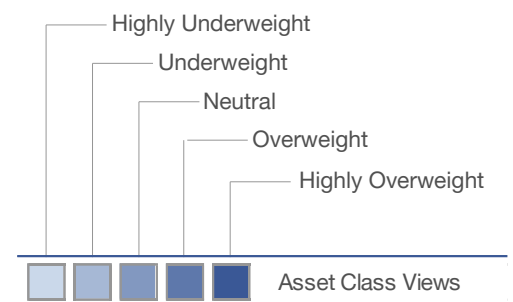 Highly Underweight
Underweight
Neutral
Overweight
Highly Overweight
Asset Class Views